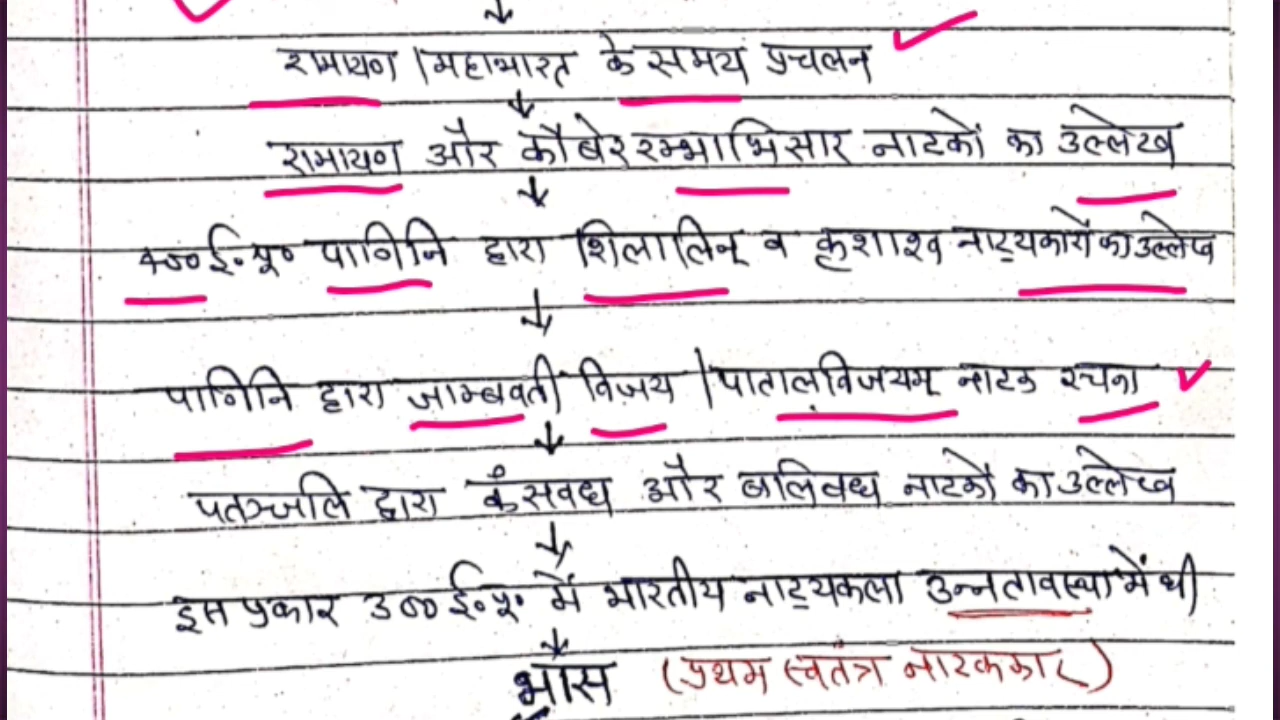 ↓
रामायण |महाभारत के समय प्रचलन
↓
रामायण और कौबेररम्भाभिसार नाटकों का उल्लेख
↓
400 ई॰पू॰ पाणिनि द्वारा शिलालिन् व कृशाश्व नाट्यकारों का उल्लेख
↓
पाणिनि द्वारा जाम्बवती विजय |पातालविजयम् नाटक रचना
↓
पतञ्जलि द्वारा कंसवध और बलिवध नाटकों का उल्लेख
↓
इस प्रकार 300 ई॰पू॰ में भारतीय नाट्यकला उन्नतावस्था में थी
↓
भास (प्रथम स्वतंत्र नाटककार)